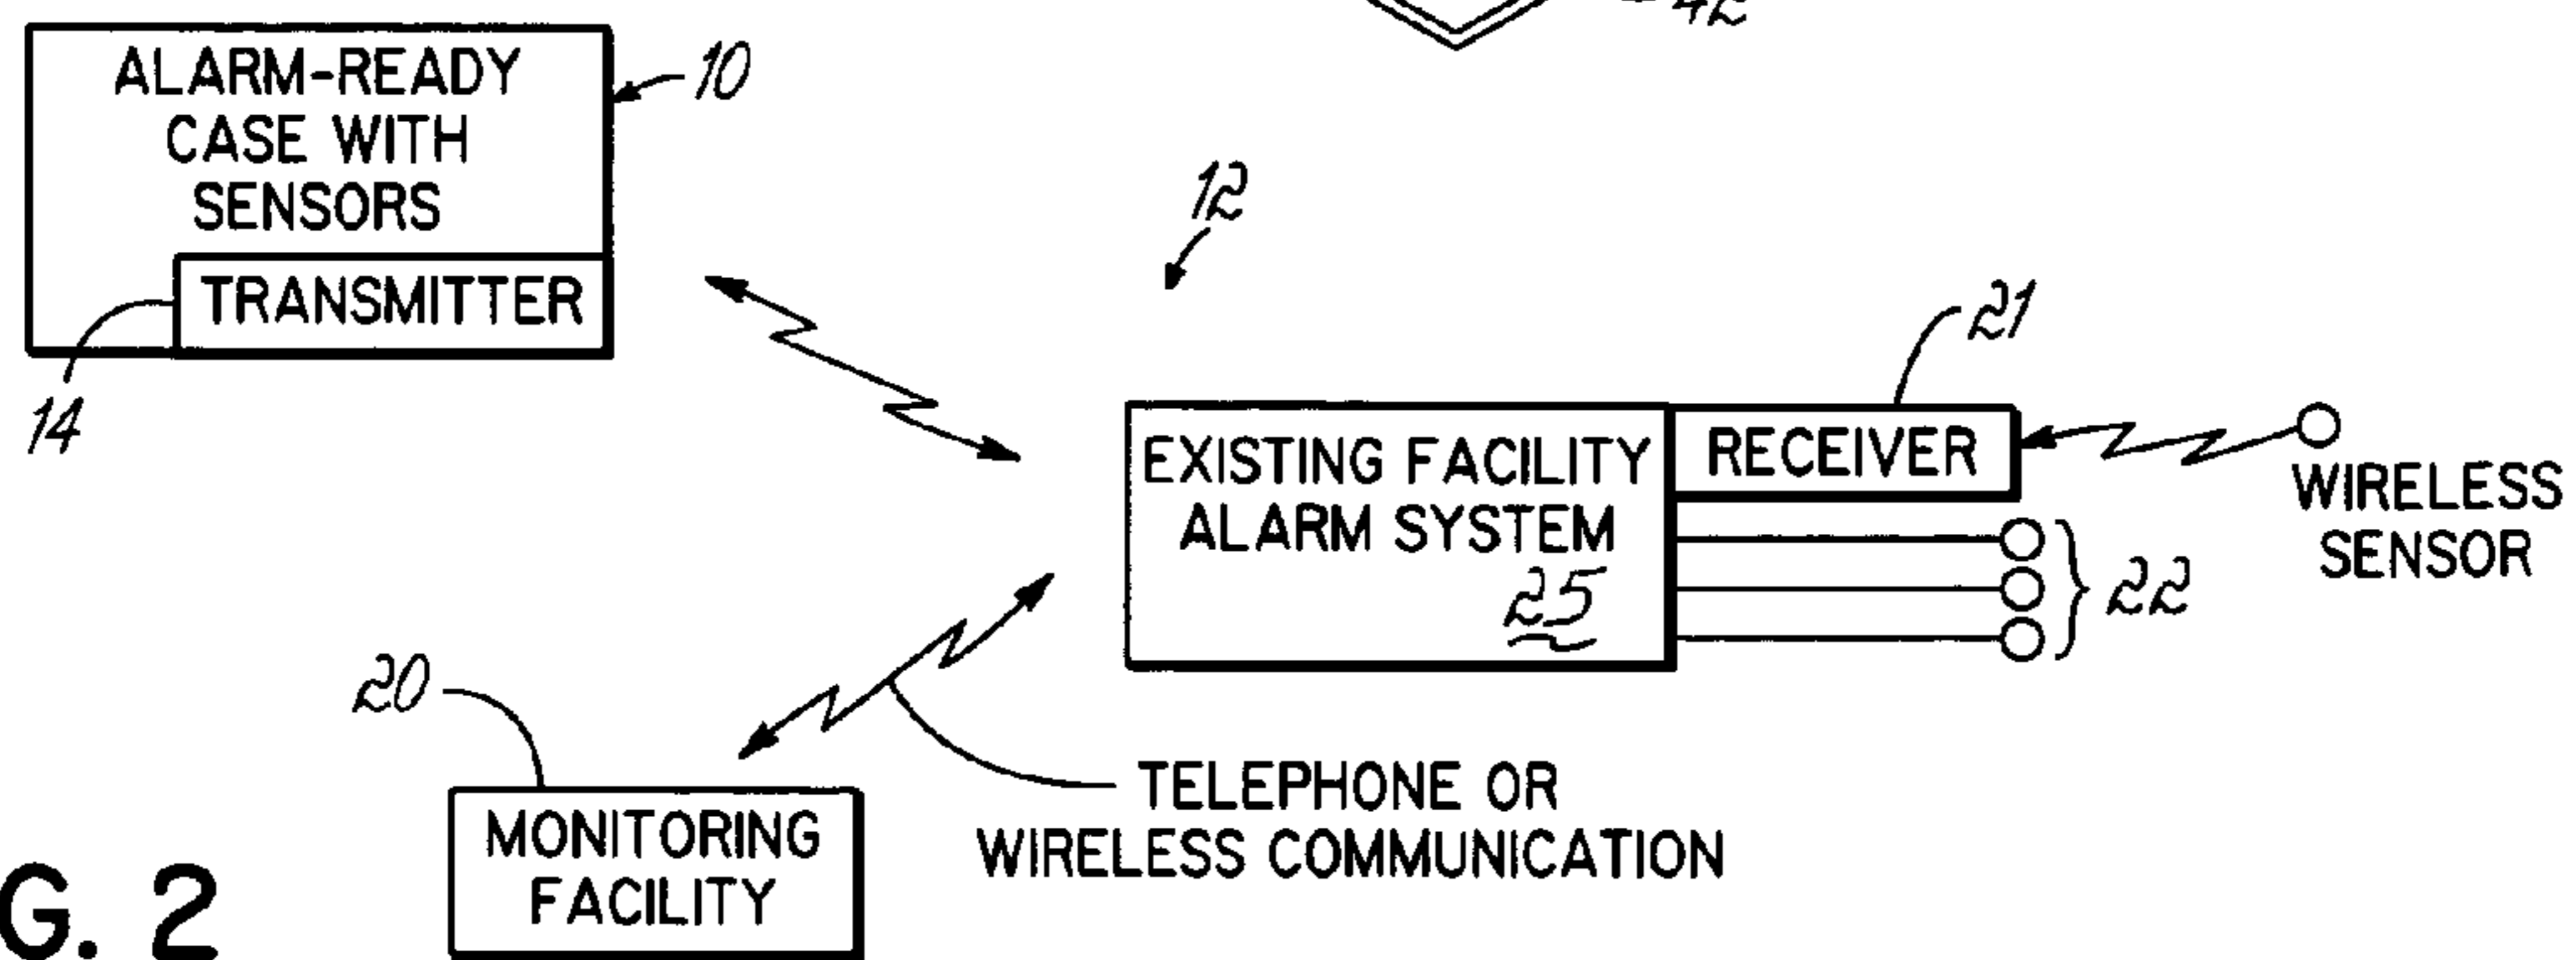 42
ALARM-READY
CASE WITH
SENSORS
10
TRANSMITTER
14
12
21
EXISTING FACILITY
ALARM SYSTEM
25
RECEIVER
WIRELESS
SENSOR
22
20
TELEPHONE OR
WIRELESS COMMUNICATION
MONITORING
FACILITY
G. 2